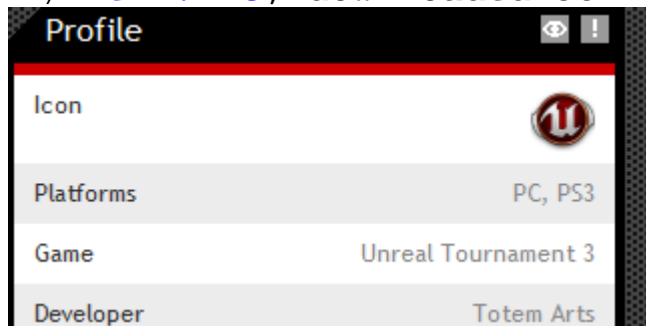 Profile
Icon
Platforms PC, PS3
Game Unreal Tournament 3
Developer Totem Arts